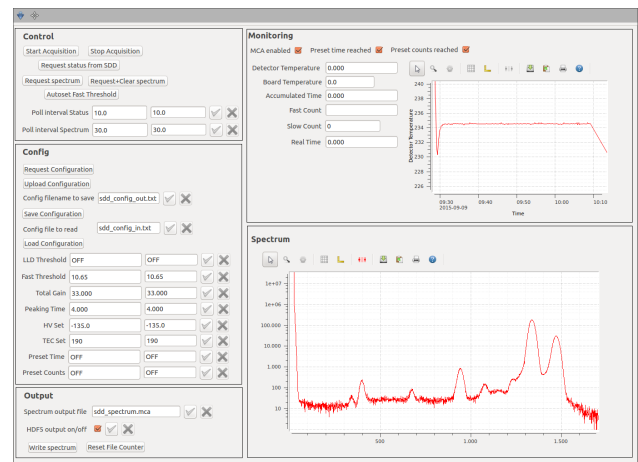 Control
Start Acquisition Stop Acquisition
Request status from SDD
Request spectrum Request+Clear spectrum
Autoset Fast Threshold
Poll interval Status 10.0 10.0
Poll interval Spectrum 30.0 30.0
Config
Request Configuration
Upload Configuration
Config filename to save sdd_config_out.txt
Save Configuration
Config file to read sdd_config_in.txt
Load Configuration
LLD Threshold OFF OFF
Fast Threshold 10.65 10.65
Total Gain 33.000 33.000
Peaking Time 4.000 4.000
HV Set -135.0 -135.0
TEC Set 190 190
Preset Time OFF OFF
Preset Counts OFF OFF
Output
Spectrum output file sdd_spectrum.mca
HDF5 output on/off
Write spectrum Reset File Counter
Monitoring
MCA enabled Preset time reached Preset counts reached
Detector Temperature 0.000
Board Temperature 0.0
Accumulated Time 0.000
Fast Count
Slow Count 0
Real Time 0.000
Detector Temperature
240
238
236
234
232
230
228
226
09:30 09:40 09:50 10:00 10:10
2015-09-09
Time
Spectrum
1e+07
1e+06
100.000
10.000
1.000
100
10
500 1.000 1.500